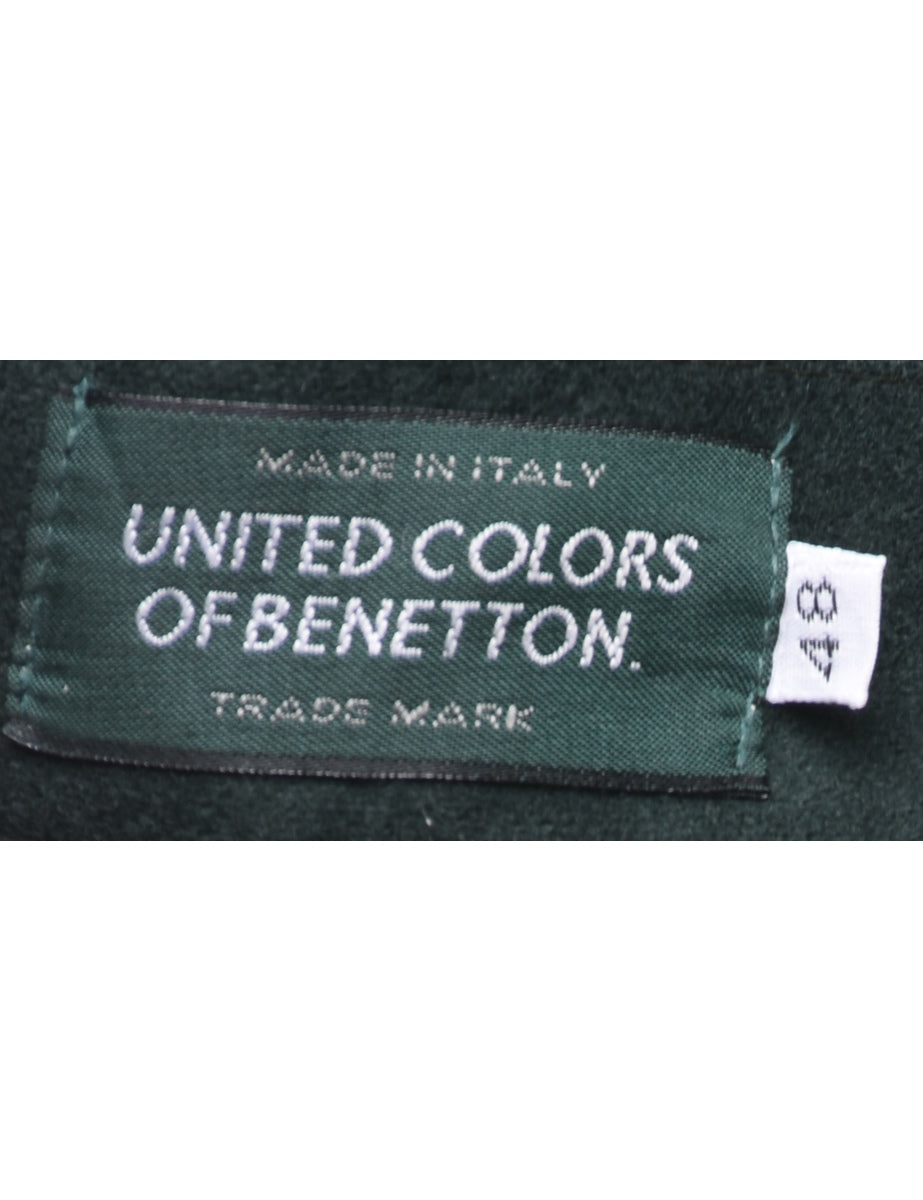 MADE IN ITALY
UNITED COLORS
OF BENETTON.
TRADE MARK
48